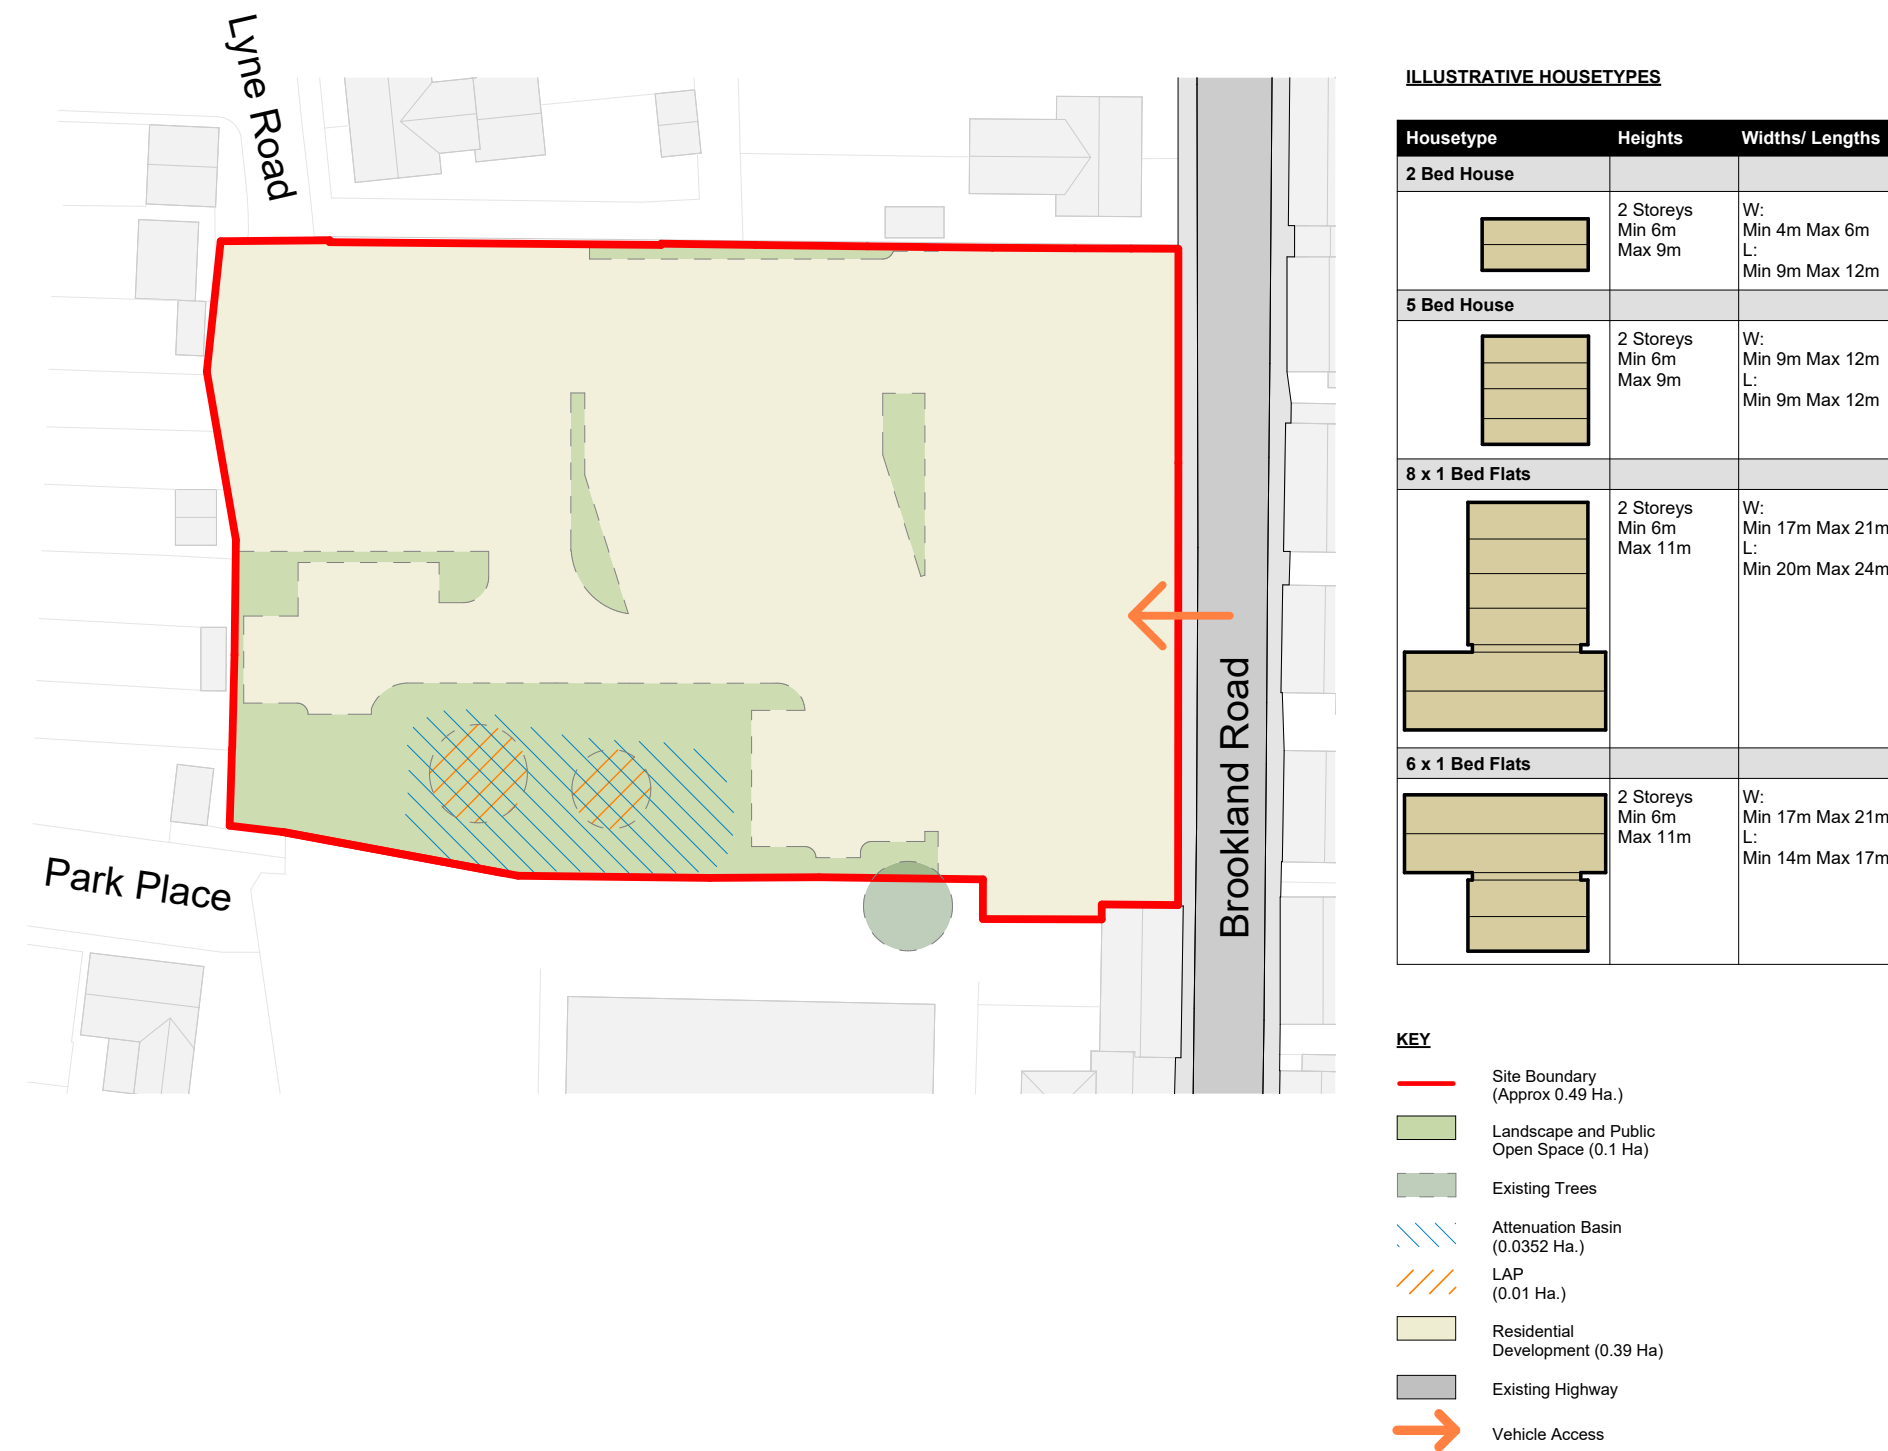 Lyne Road
Park Place
Brookland Road
ILLUSTRATIVE HOUSETYPES
Housetype Heights Widths/ Lengths
2 Bed House
2 Storeys
Min 6m
Max 9m
W:
Min 4m Max 6m
L:
Min 9m Max 12m
5 Bed House
2 Storeys
Min 6m
Max 9m
W:
Min 9m Max 12m
L:
Min 9m Max 12m
8 x 1 Bed Flats
2 Storeys
Min 6m
Max 11m
W:
Min 17m Max 21m
L:
Min 20m Max 24m
6 x 1 Bed Flats
2 Storeys
Min 6m
Max 11m
W:
Min 17m Max 21m
L:
Min 14m Max 17m
KEY
Site Boundary
(Approx 0.49 Ha.)
Landscape and Public
Open Space (0.1 Ha)
Existing Trees
Attenuation Basin
(0.0352 Ha.)
LAP
(0.01 Ha.)
Residential
Development (0.39 Ha)
Existing Highway
Vehicle Access